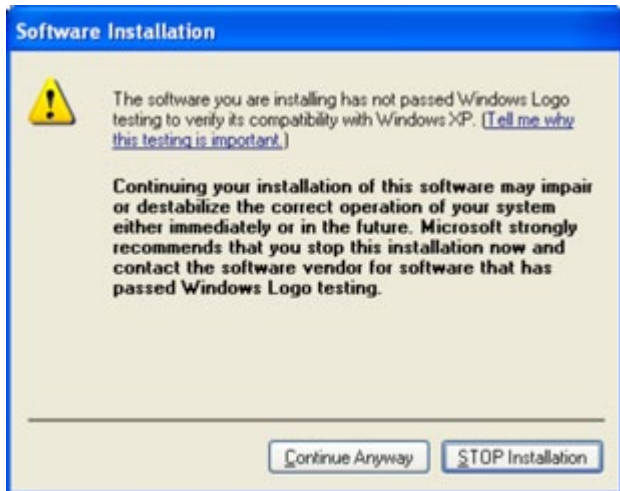 Software Installation
The software you are installing has not passed Windows Logo
testing to verify its compatibility with Windows XP. (Tell me why
this testing is important.)
Continuing your installation of this software may impair
or destabilize the correct operation of your system
either immediately or in the future. Microsoft strongly
recommends that you stop this installation now and
contact the software vendor for software that has
passed Windows Logo testing.
Continue Anyway
STOP Installation